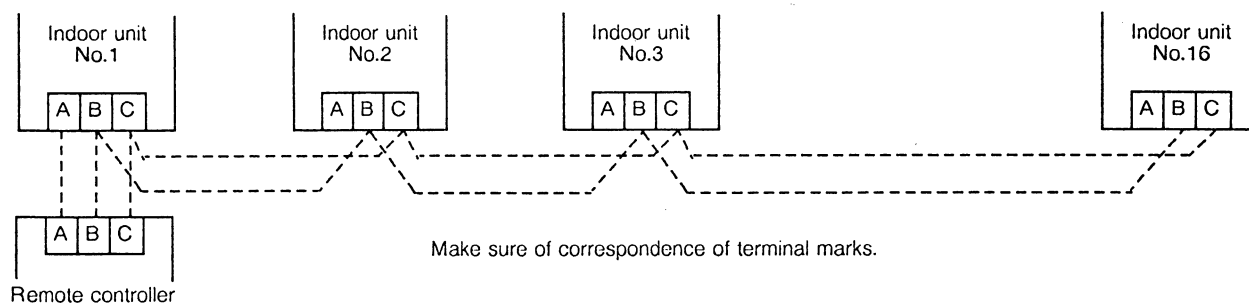 Indoor unit
No.1
Indoor unit
No.2
Indoor unit
No.3
Indoor unit
No.16
A B C
A B C
A B C
A B C
A B C
Make sure of correspondence of terminal marks.
Remote controller